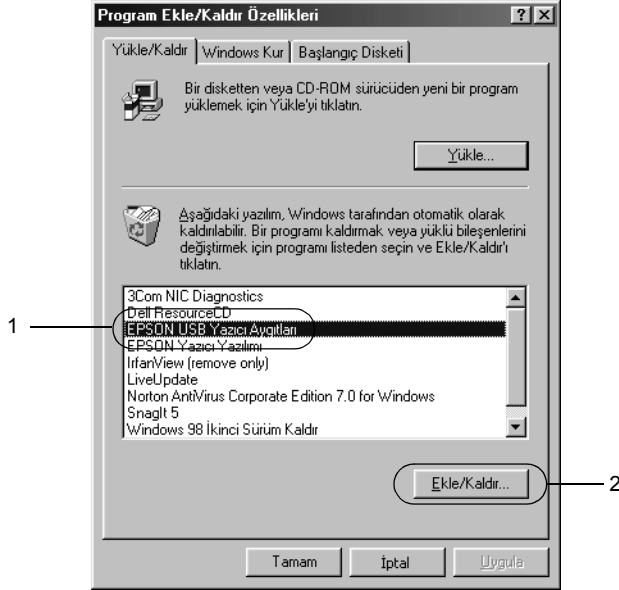 Program Ekle/Kaldır Özellikleri
Yükle/Kaldır Windows Kur Başlangıç Disketi
Bir disketten veya CD-ROM sürücüden yeni bir program
yüklemek için Yükle'yi tıklatın.
Yükle...
Aşağıdaki yazılım, Windows tarafından otomatik olarak
kaldırılabilir. Bir programı kaldırmak veya yüklü bileşenlerini
değiştirmek için programı listeden seçin ve Ekle/Kaldır'ı
tıklatın.
3Com NIC Diagnostics
Dell ResourceCD
1 EPSON USB Yazıcı Aygıtları
EPSON Yazıcı Yazılımı
IrfanView (remove only)
LiveUpdate
Norton AntiVirus Corporate Edition 7.0 for Windows
SnagIt 5
Windows 98 İkinci Sürüm Kaldır
Ekle/Kaldır... 2
Tamam İptal Uygula